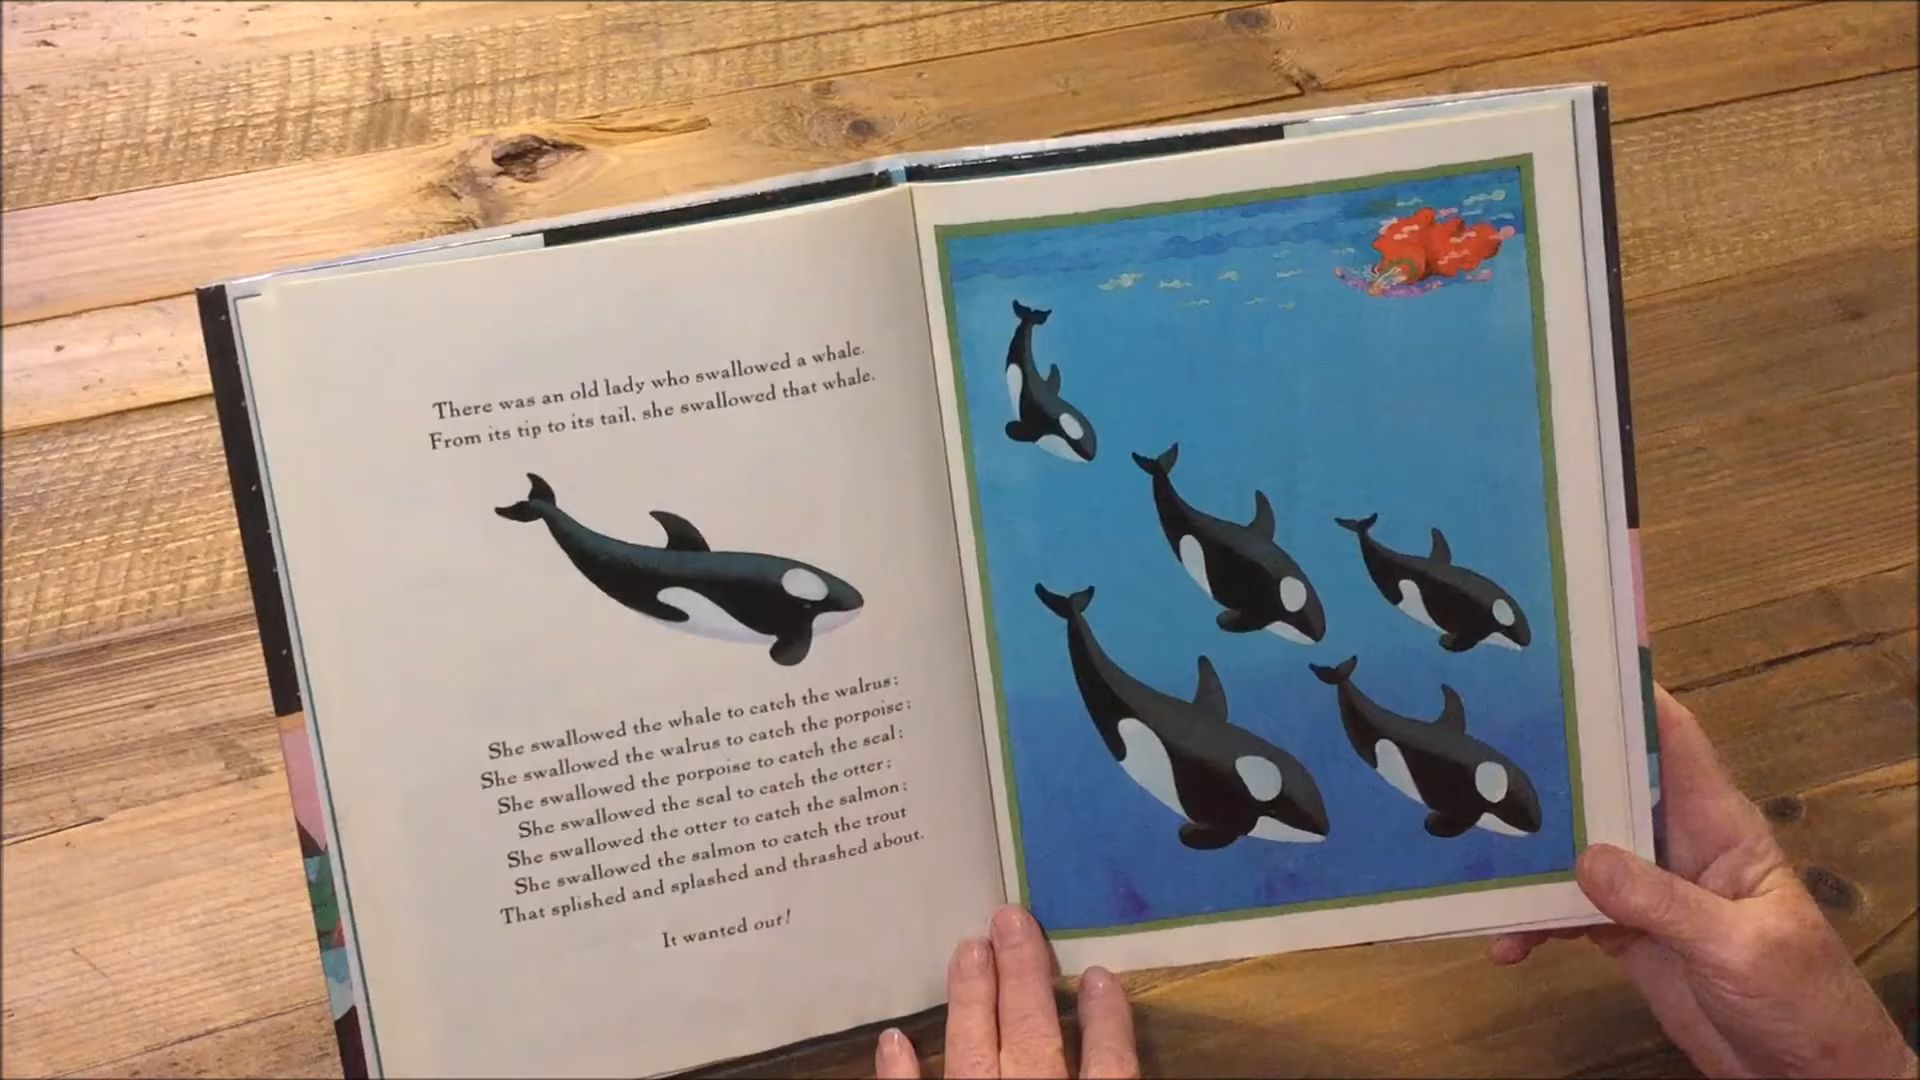 There was an old lady who swallowed a whale.
From its tip to its tail, she swallowed that whale.
She swallowed the whale to catch the walrus;
She swallowed the walrus to catch the porpoise;
She swallowed the porpoise to catch the seal;
She swallowed the seal to catch the otter;
She swallowed the otter to catch the salmon;
She swallowed the salmon to catch the trout
That splished and splashed and thrashed about.
It wanted out!